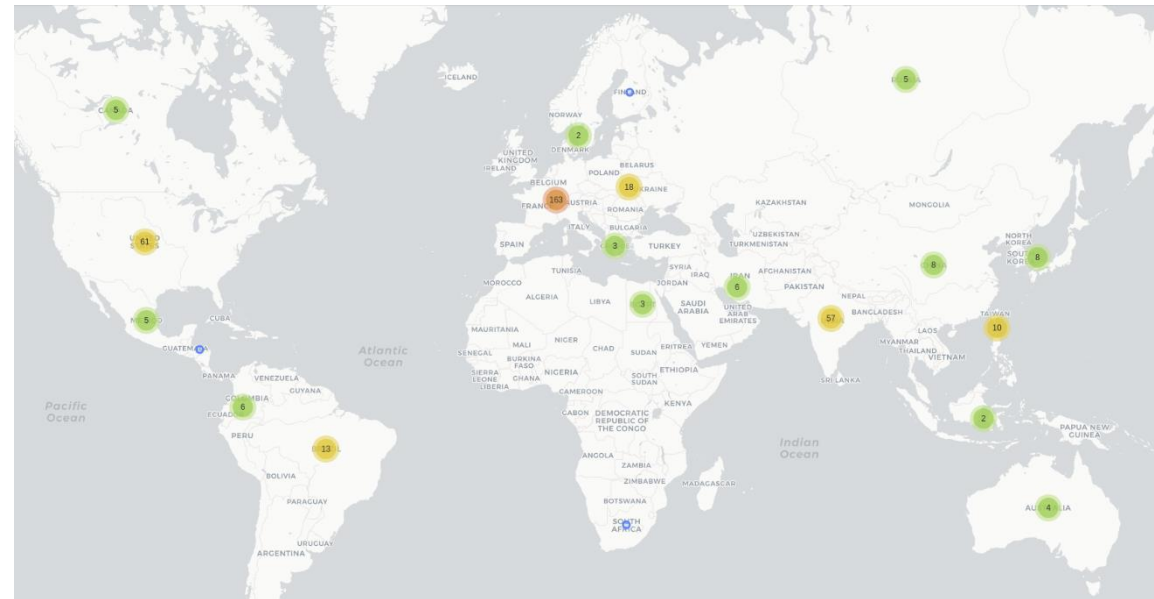 ICELAND
5
5
FINLAND
NORWAY
2
DENMARK
UNITED
KINGDOM
IRELAND
BELARUS
POLAND
BELGIUM
18
UKRAINE
163
AUSTRIA
ROMANIA
KAZAKHSTAN
MONGOLIA
ITALY
BULGARIA
61
3
SPAIN
TURKEY
UZBEKISTAN
TURKMENISTAN
NORTH
KOREA
8
8
TUNISIA
SYRIA
IRAQ
IRAN
AFGHANISTAN
JORDAN
6
PAKISTAN
MOROCCO
ALGERIA
LIBYA
3
SAUDI
ARABIA
UNITED
ARAB
EMIRATES
NEPAL
BANGLADESH
57
TAIWAN
10
5
CUBA
MAURITANIA
MALI
NIGER
CHAD
SUDAN
ERITREA
YEMEN
MYANMAR
LAOS
THAILAND
VIETNAM
GUATEMALA
Atlantic
Ocean
SENEGAL
BURKINA
FASO
NIGERIA
SIERRA
LEONE
GHANA
LIBERIA
SOUTH
SUDAN
ETHIOPIA
SRI LANKA
PANAMA
VENEZUELA
GUYANA
COLOMBIA
6
CAMEROON
KENYA
Pacific
Ocean
GABON
DEMOCRATIC
REPUBLIC OF
THE CONGO
2
PAPUA NEW
GUINEA
PERU
13
Indian
Ocean
ANGOLA
ZAMBIA
BOLIVIA
ZIMBABWE
MADAGASCAR
PARAGUAY
BOTSWANA
4
SOUTH
AFRICA
URUGUAY
ARGENTINA